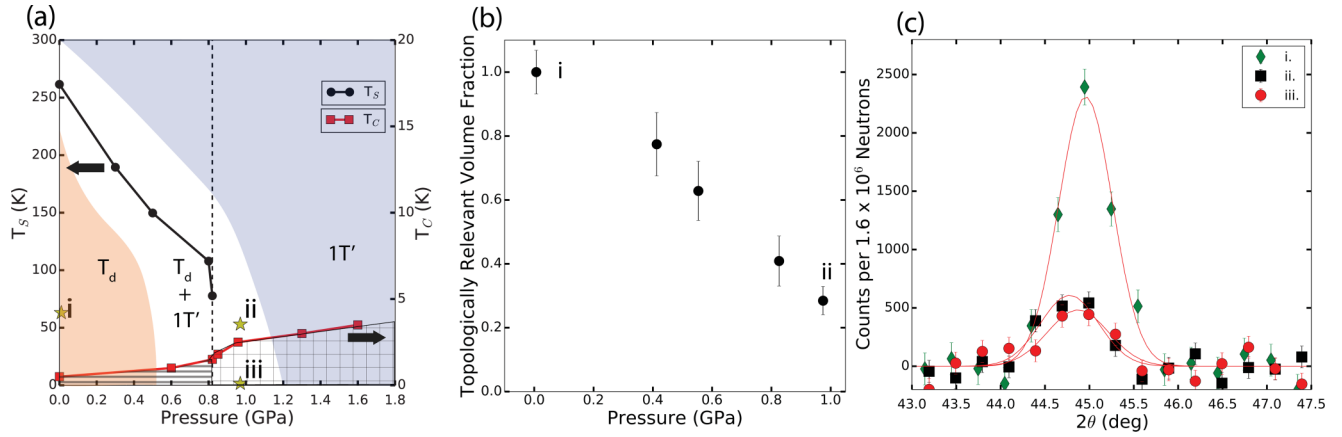 (a)
300
250
200
150
100
50
0
T_S (K)
0.0 0.2 0.4 0.6 0.8 1.0 1.2 1.4 1.6 1.8
Pressure (GPa)
20
15
10
5
0
T_C (K)
T_S
T_C
1T′
T_d
T_d
+
1T′
i
ii
iii
(b)
Topologically Relevant Volume Fraction
1.0
0.8
0.6
0.4
0.2
0.0
0.0 0.2 0.4 0.6 0.8 1.0
Pressure (GPa)
i
ii
(c)
Counts per 1.6 x 10⁶ Neutrons
2500
2000
1500
1000
500
0
43.0 43.5 44.0 44.5 45.0 45.5 46.0 46.5 47.0 47.5
2θ (deg)
i.
ii.
iii.